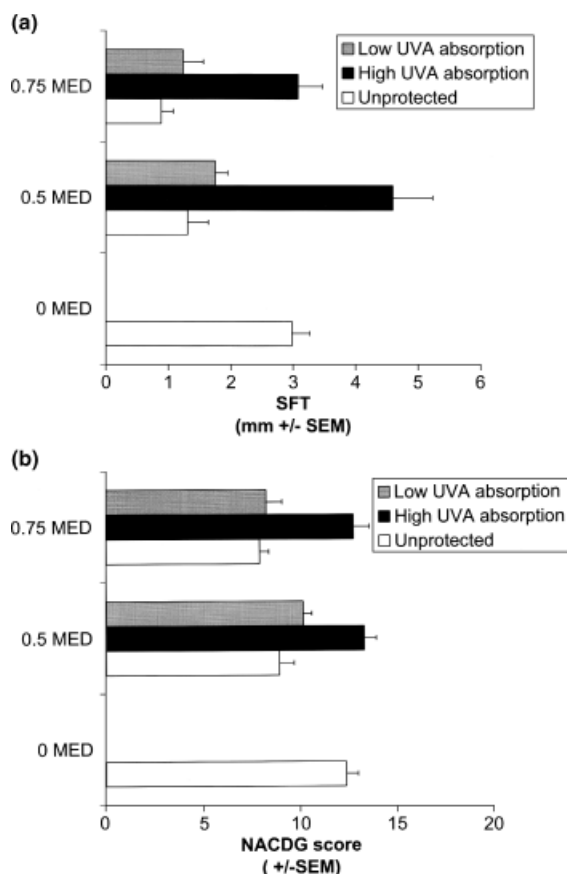 (a)
Low UVA absorption
High UVA absorption
Unprotected
0.75 MED
0.5 MED
0 MED
0 1 2 3 4 5 6
SFT
(mm +/- SEM)
(b)
Low UVA absorption
High UVA absorption
Unprotected
0.75 MED
0.5 MED
0 MED
0 5 10 15 20
NACDG score
( +/-SEM)